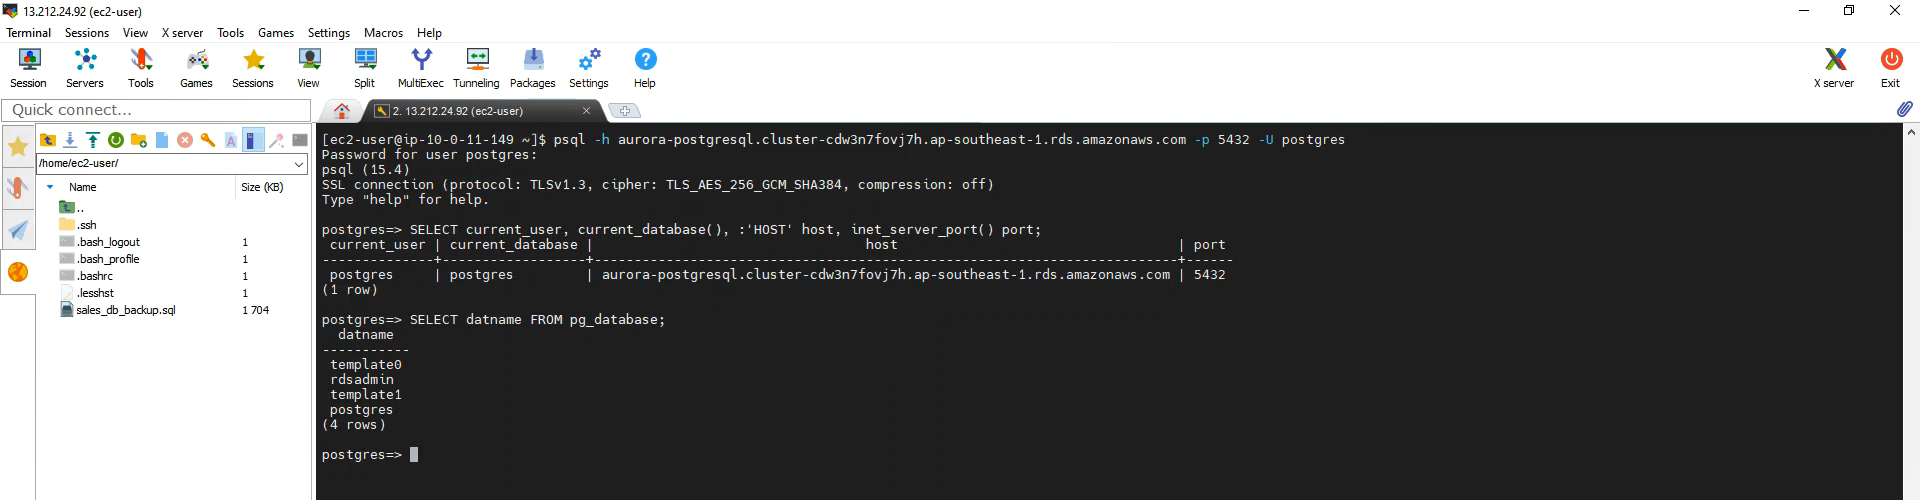 13.212.24.92 (ec2-user)
Terminal Sessions View X server Tools Games Settings Macros Help
Session Servers Tools Games Sessions View Split MultiExec Tunneling Packages Settings Help X server Exit
Quick connect...
2. 13.212.24.92 (ec2-user)
/home/ec2-user/
Name Size (KB)
..
.ssh
.bash_logout 1
.bash_profile 1
.bashrc 1
.lesshst 1
sales_db_backup.sql 1 704
[ec2-user@ip-10-0-11-149 ~]$ psql -h aurora-postgresql.cluster-cdw3n7fovj7h.ap-southeast-1.rds.amazonaws.com -p 5432 -U postgres
Password for user postgres:
psql (15.4)
SSL connection (protocol: TLSv1.3, cipher: TLS_AES_256_GCM_SHA384, compression: off)
Type "help" for help.
postgres=> SELECT current_user, current_database(), :'HOST' host, inet_server_port() port;
current_user | current_database | host | port
--------------+------------------+-------------------------------------------------------------------------+------
postgres | postgres | aurora-postgresql.cluster-cdw3n7fovj7h.ap-southeast-1.rds.amazonaws.com | 5432
(1 row)
postgres=> SELECT datname FROM pg_database;
datname
-----------
template0
rdsadmin
template1
postgres
(4 rows)
postgres=>